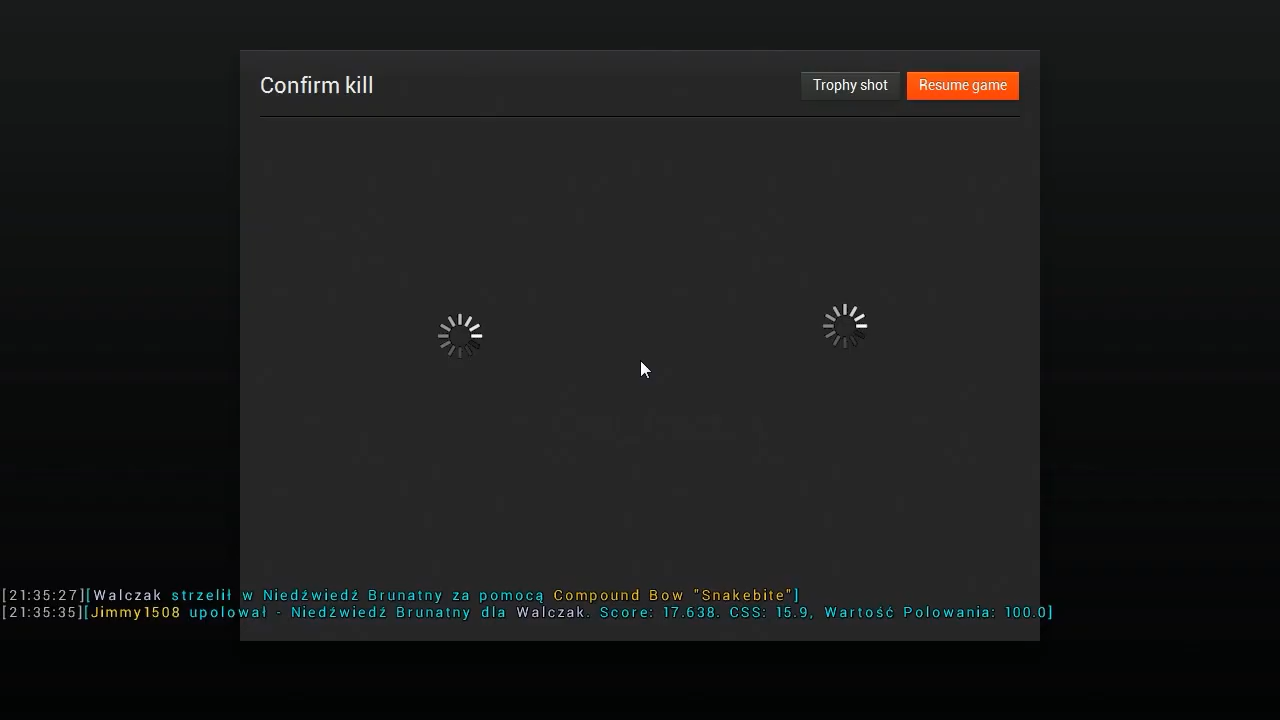 Confirm kill
Trophy shot
Resume game
[21:35:27][Walczak strzelił w Niedźwiedź Brunatny za pomocą Compound Bow "Snakebite"]
[21:35:35][Jimmy1508 upolował - Niedźwiedź Brunatny dla Walczak. Score: 17.638. CSS: 15.9, Wartość Polowania: 100.0]